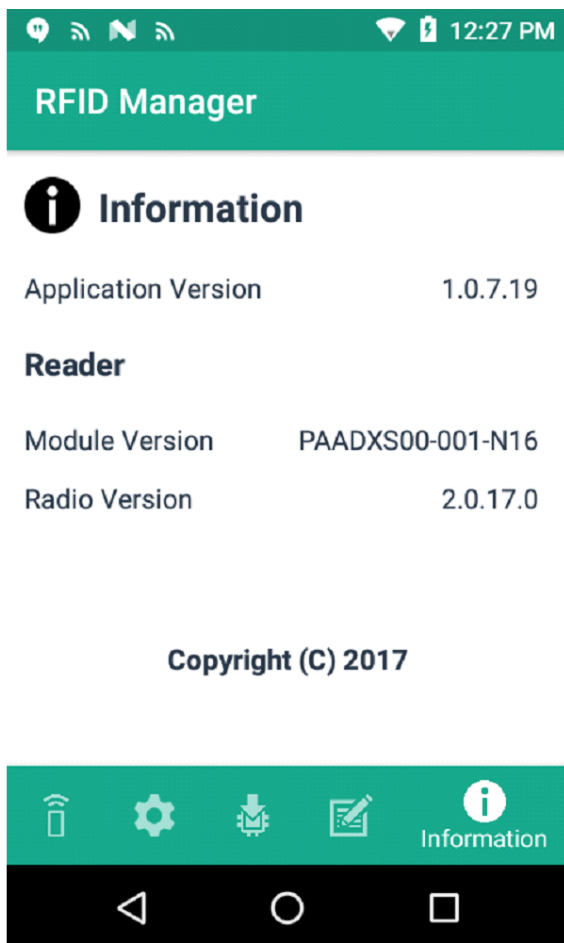 12:27 PM
RFID Manager
Information
Application Version 1.0.7.19
Reader
Module Version PAADXS00-001-N16
Radio Version 2.0.17.0
Copyright (C) 2017
Information